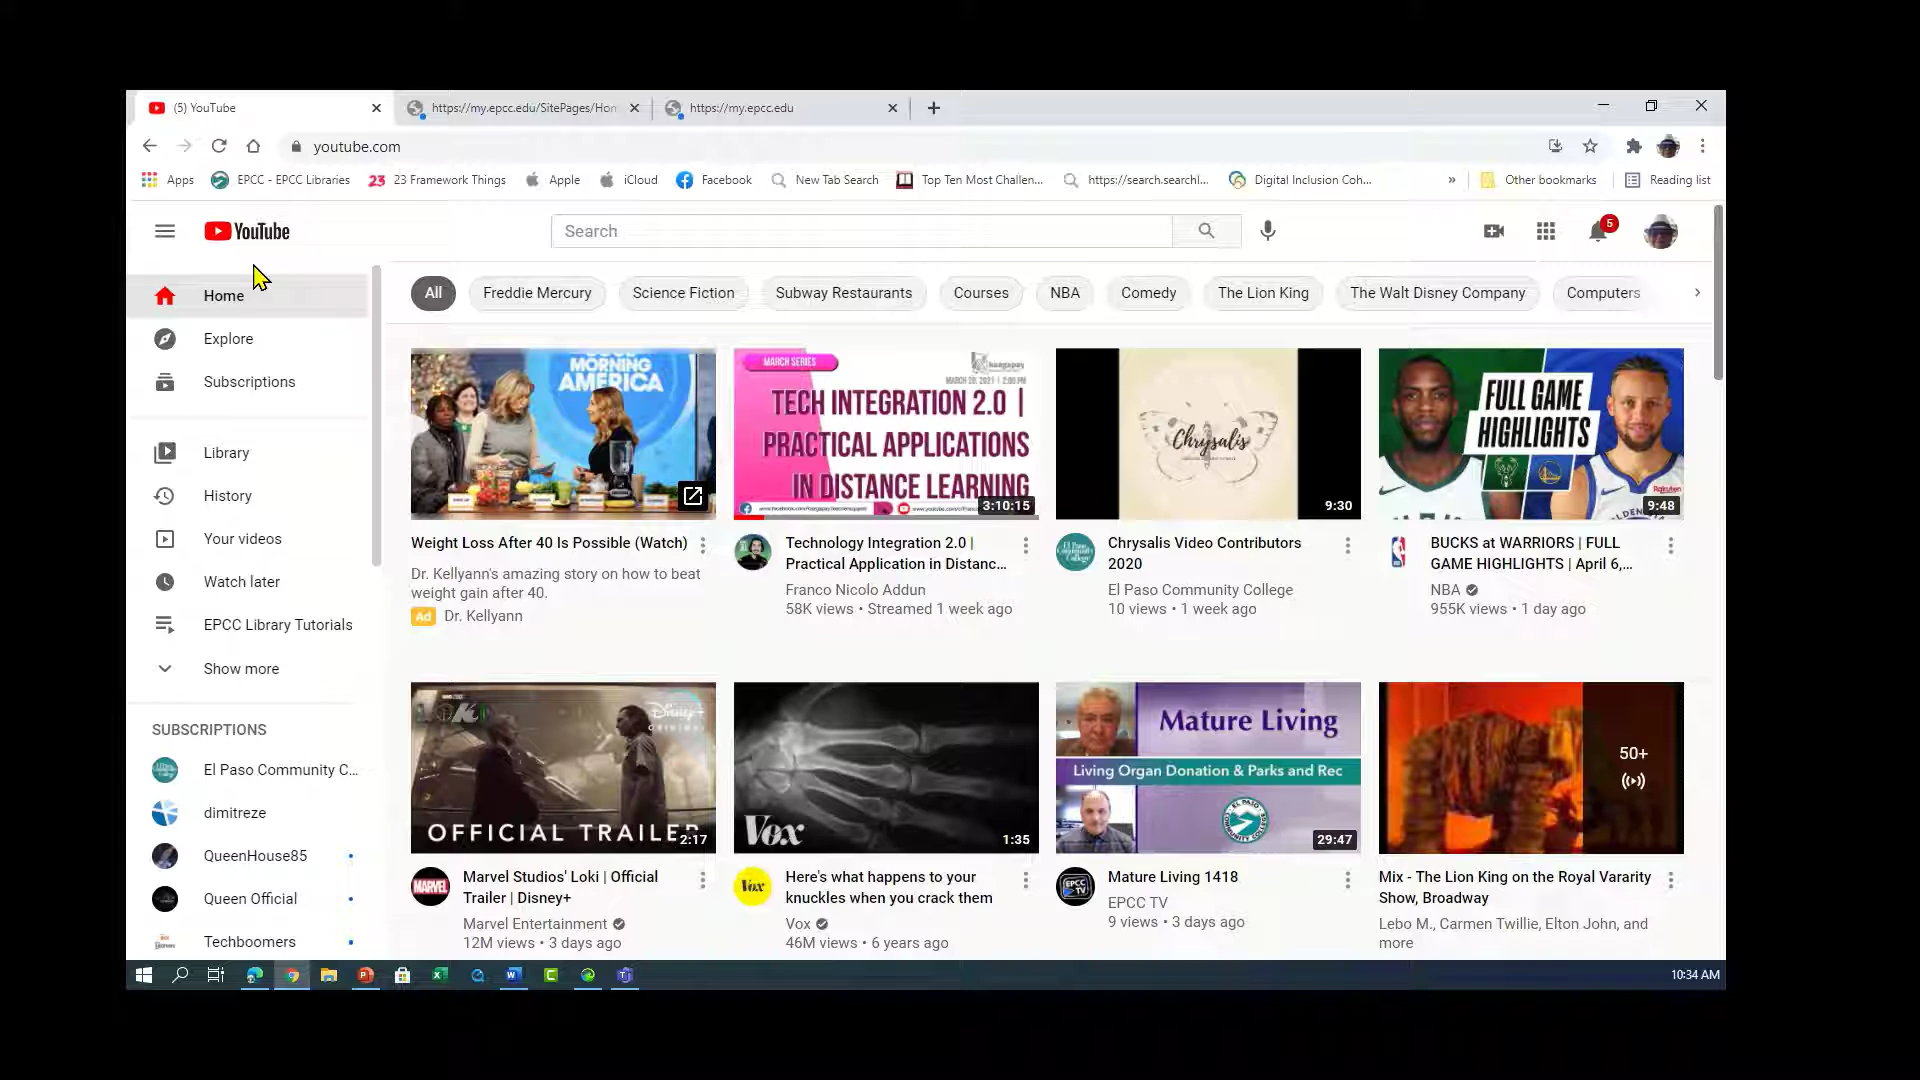 (5) YouTube
https://my.epcc.edu/SitePages/Hon
https://my.epcc.edu
youtube.com
Apps
EPCC - EPCC Libraries
23 23 Framework Things
Apple
iCloud
Facebook
New Tab Search
Top Ten Most Challen...
https://search.searchl...
Digital Inclusion Coh...
»
Other bookmarks
Reading list
YouTube
Search
5
Home
Explore
Subscriptions
Library
History
Your videos
Watch later
EPCC Library Tutorials
Show more
SUBSCRIPTIONS
El Paso Community C...
dimitreze
QueenHouse85
Queen Official
Techboomers
All
Freddie Mercury
Science Fiction
Subway Restaurants
Courses
NBA
Comedy
The Lion King
The Walt Disney Company
Computers
MORNING
AMERICA
Weight Loss After 40 Is Possible (Watch)
Dr. Kellyann's amazing story on how to beat
weight gain after 40.
Ad Dr. Kellyann
MARCH SERIES
TECH INTEGRATION 2.0 |
PRACTICAL APPLICATIONS
IN DISTANCE LEARNING
3:10:15
Technology Integration 2.0 |
Practical Application in Distanc...
Franco Nicolo Addun
58K views • Streamed 1 week ago
Chrysalis
9:30
Chrysalis Video Contributors
2020
El Paso Community College
10 views • 1 week ago
FULL GAME
HIGHLIGHTS
Rakuten
9:48
BUCKS at WARRIORS | FULL
GAME HIGHLIGHTS | April 6,...
NBA
955K views • 1 day ago
Disney+
ORIGINAL
OFFICIAL TRAILER
2:17
MARVEL
Marvel Studios' Loki | Official
Trailer | Disney+
Marvel Entertainment
12M views • 3 days ago
Vox
1:35
Vox
Here's what happens to your
knuckles when you crack them
Vox
46M views • 6 years ago
Mature Living
Living Organ Donation & Parks and Rec
EL PASO
COMMUNITY COLLEGE
29:47
EPCC
TV
Mature Living 1418
EPCC TV
9 views • 3 days ago
50+
Mix - The Lion King on the Royal Vararity
Show, Broadway
Lebo M., Carmen Twillie, Elton John, and
more
10:34 AM